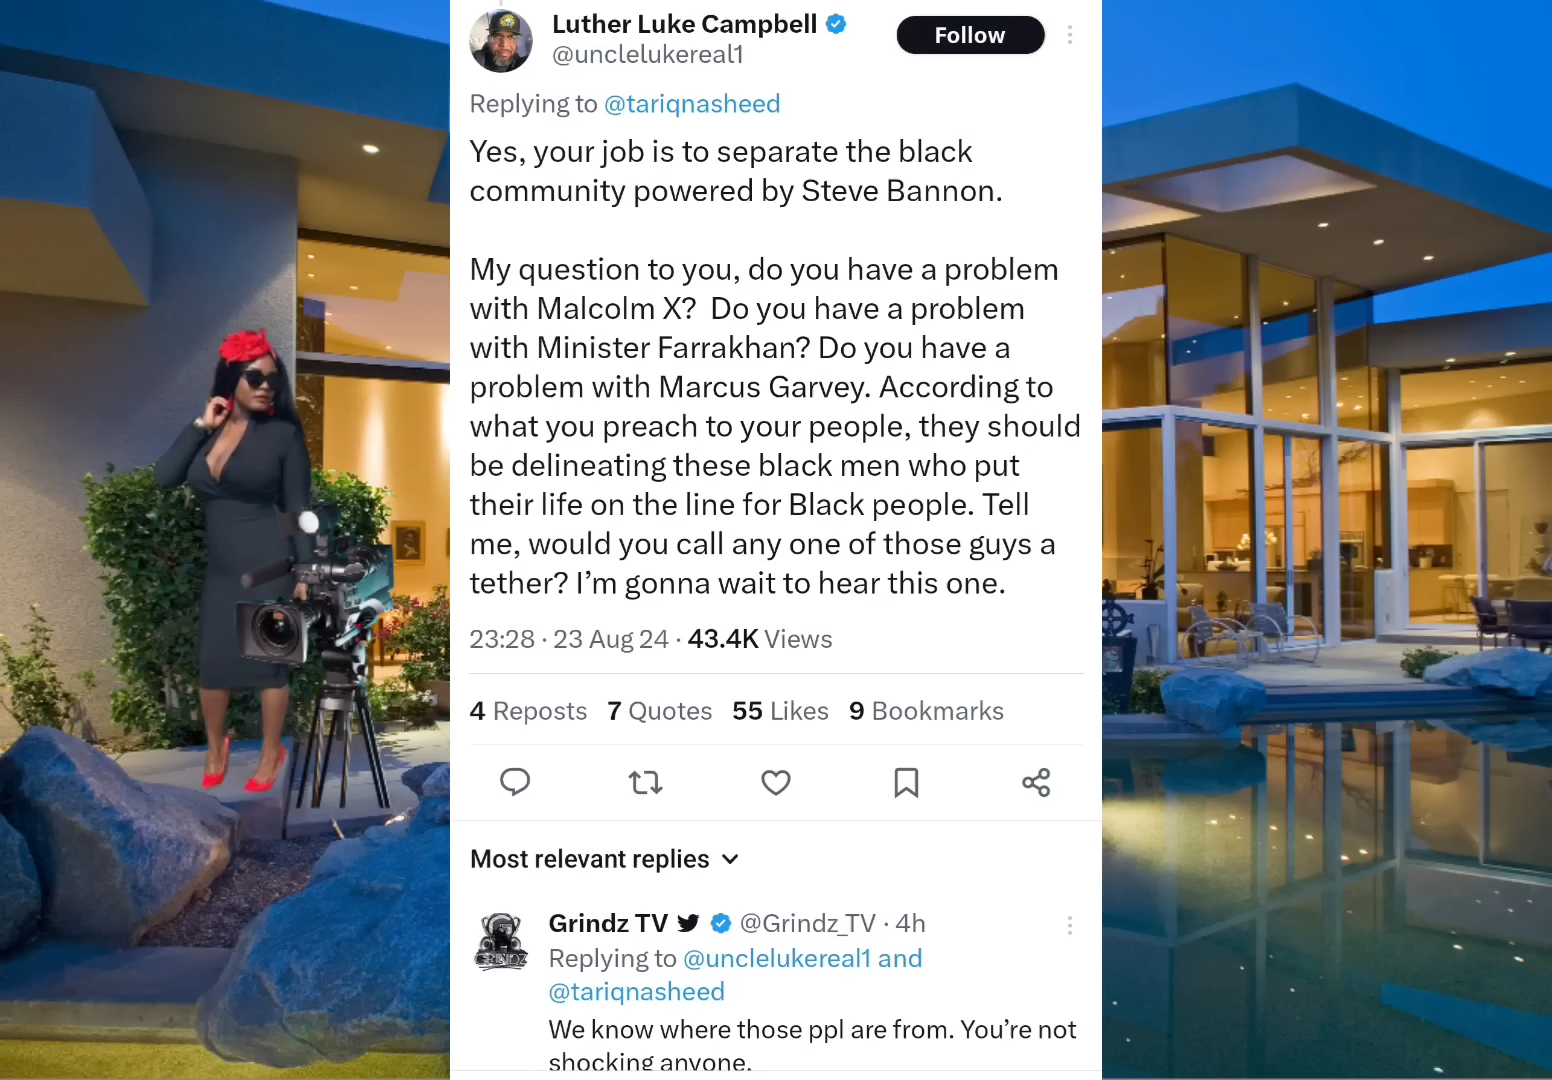 Luther Luke Campbell
@unclelukereal1
Follow
Replying to @tariqnasheed
Yes, your job is to separate the black
community powered by Steve Bannon.
My question to you, do you have a problem
with Malcolm X?  Do you have a problem
with Minister Farrakhan? Do you have a
problem with Marcus Garvey. According to
what you preach to your people, they should
be delineating these black men who put
their life on the line for Black people. Tell
me, would you call any one of those guys a
tether? I’m gonna wait to hear this one.
23:28 · 23 Aug 24 · 43.4K Views
4 Reposts 7 Quotes 55 Likes 9 Bookmarks
Most relevant replies
Grindz TV @Grindz_TV · 4h
Replying to @unclelukereal1 and
@tariqnasheed
We know where those ppl are from. You’re not
shocking anyone.
GRINDZ